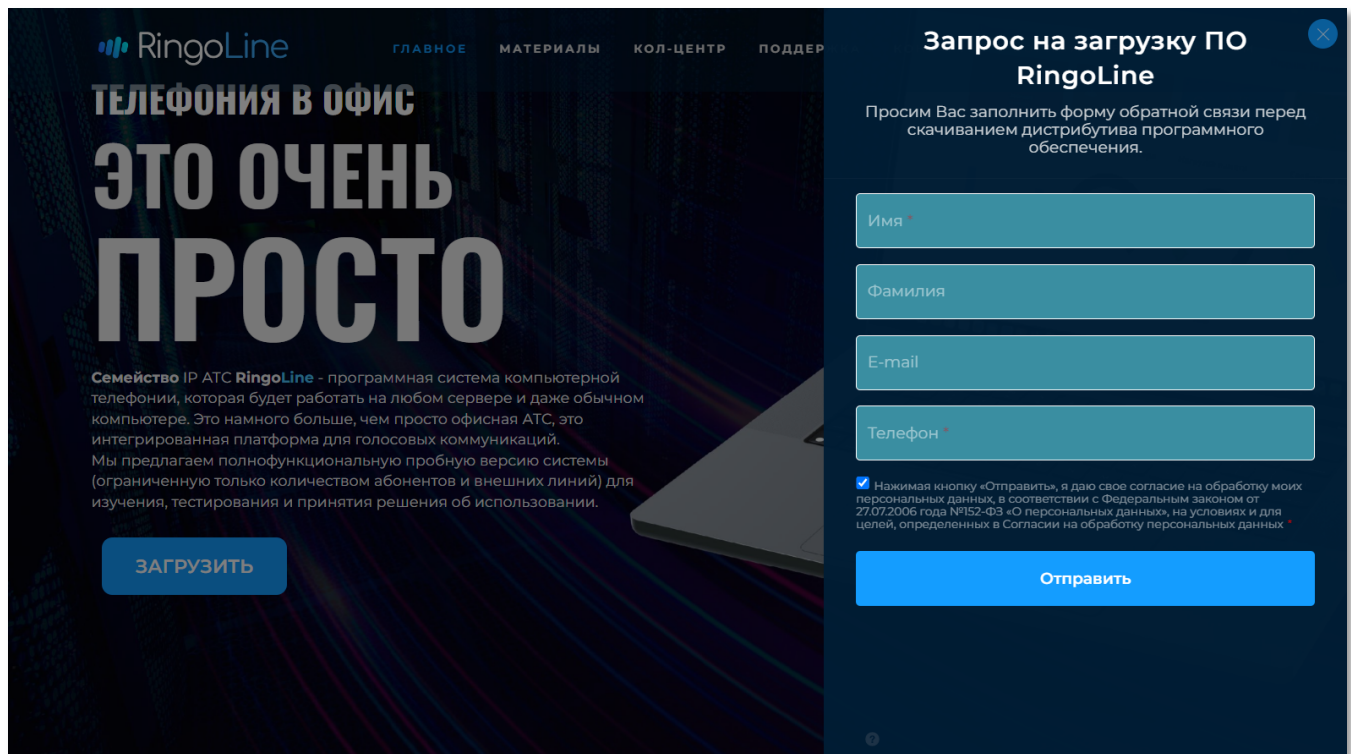 RingoLine
ГЛАВНОЕ
МАТЕРИАЛЫ
КОЛ-ЦЕНТР
ТЕЛЕФОНИЯ В ОФИС
ЭТО ОЧЕНЬ
ПРОСТО
Семейство IP АТС RingoLine - программная система компьютерной
телефонии, которая будет работать на любом сервере и даже обычном
компьютере. Это намного больше, чем просто офисная АТС, это
интегрированная платформа для голосовых коммуникаций.
Мы предлагаем полнофункциональную пробную версию системы
(ограниченную только количеством абонентов и внешних линий) для
изучения, тестирования и принятия решения об использовании.
ЗАГРУЗИТЬ
Запрос на загрузку ПО
RingoLine
Просим Вас заполнить форму обратной связи перед
скачиванием дистрибутива программного
обеспечения.
Имя *
Фамилия
E-mail
Телефон *
Нажимая кнопку «Отправить», я даю свое согласие на обработку моих
персональных данных, в соответствии с Федеральным законом от
27.07.2006 года №152-ФЗ «О персональных данных», на условиях и для
целей, определенных в Согласии на обработку персональных данных *
Отправить